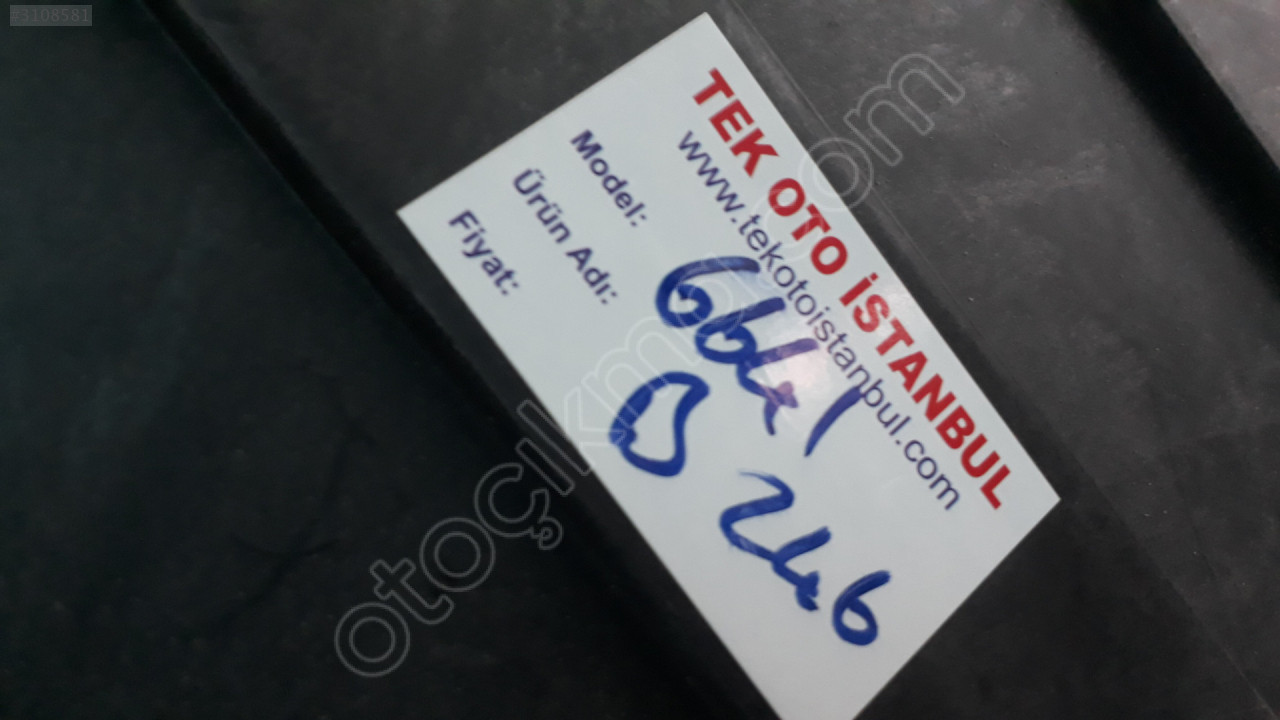 #3108581
TEK OTO İSTANBUL
www.tekotoistanbul.com
Model:
Ürün Adı:
Fiyat:
6641
B 246
otoçıkma.com